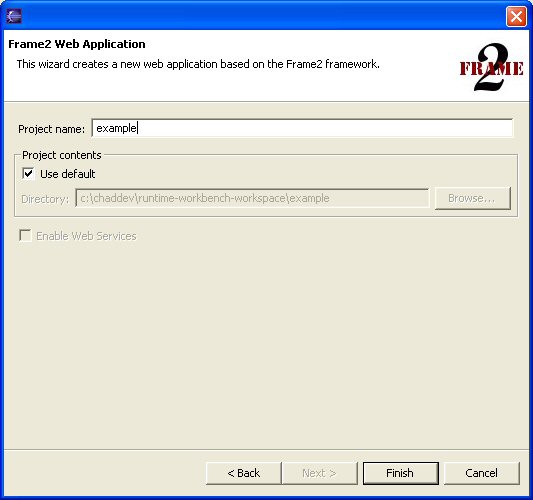 Frame2 Web Application
This wizard creates a new web application based on the Frame2 framework.
2
FRAME
Project name: example
Project contents
Use default
Directory: c:\chaddev\runtime-workbench-workspace\example Browse...
Enable Web Services
< Back Next > Finish Cancel